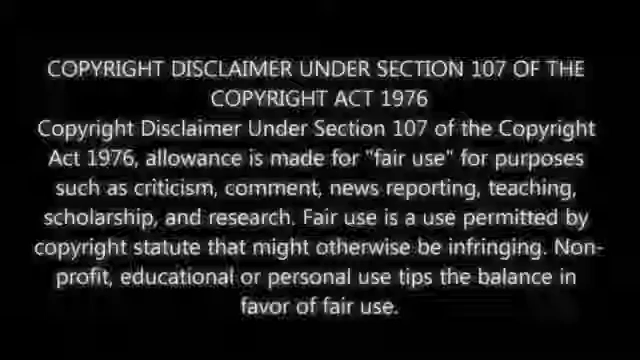 COPYRIGHT DISCLAIMER UNDER SECTION 107 OF THE
COPYRIGHT ACT 1976
Copyright Disclaimer Under Section 107 of the Copyright
Act 1976, allowance is made for "fair use" for purposes
such as criticism, comment, news reporting, teaching,
scholarship, and research. Fair use is a use permitted by
copyright statute that might otherwise be infringing. Non-
profit, educational or personal use tips the balance in
favor of fair use.